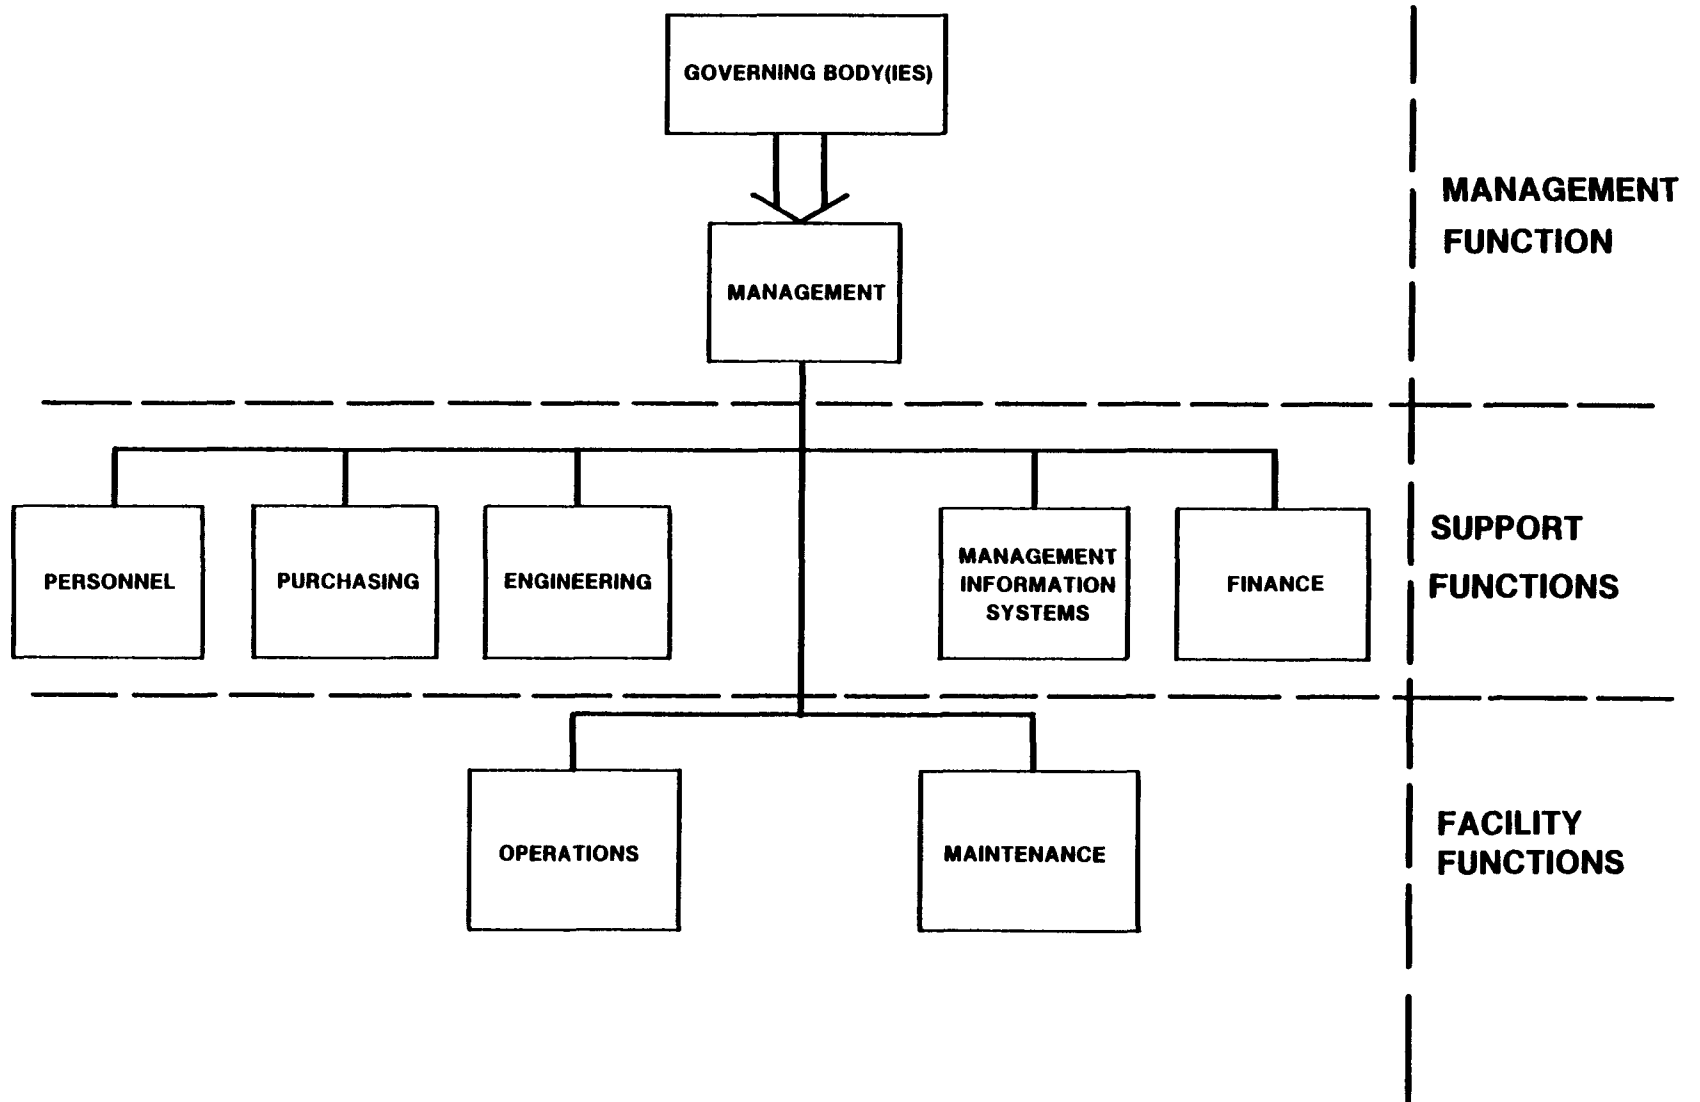 GOVERNING BODY(IES)
MANAGEMENT
FUNCTION
MANAGEMENT
PERSONNEL
PURCHASING
ENGINEERING
MANAGEMENT
INFORMATION
SYSTEMS
FINANCE
SUPPORT
FUNCTIONS
OPERATIONS
MAINTENANCE
FACILITY
FUNCTIONS